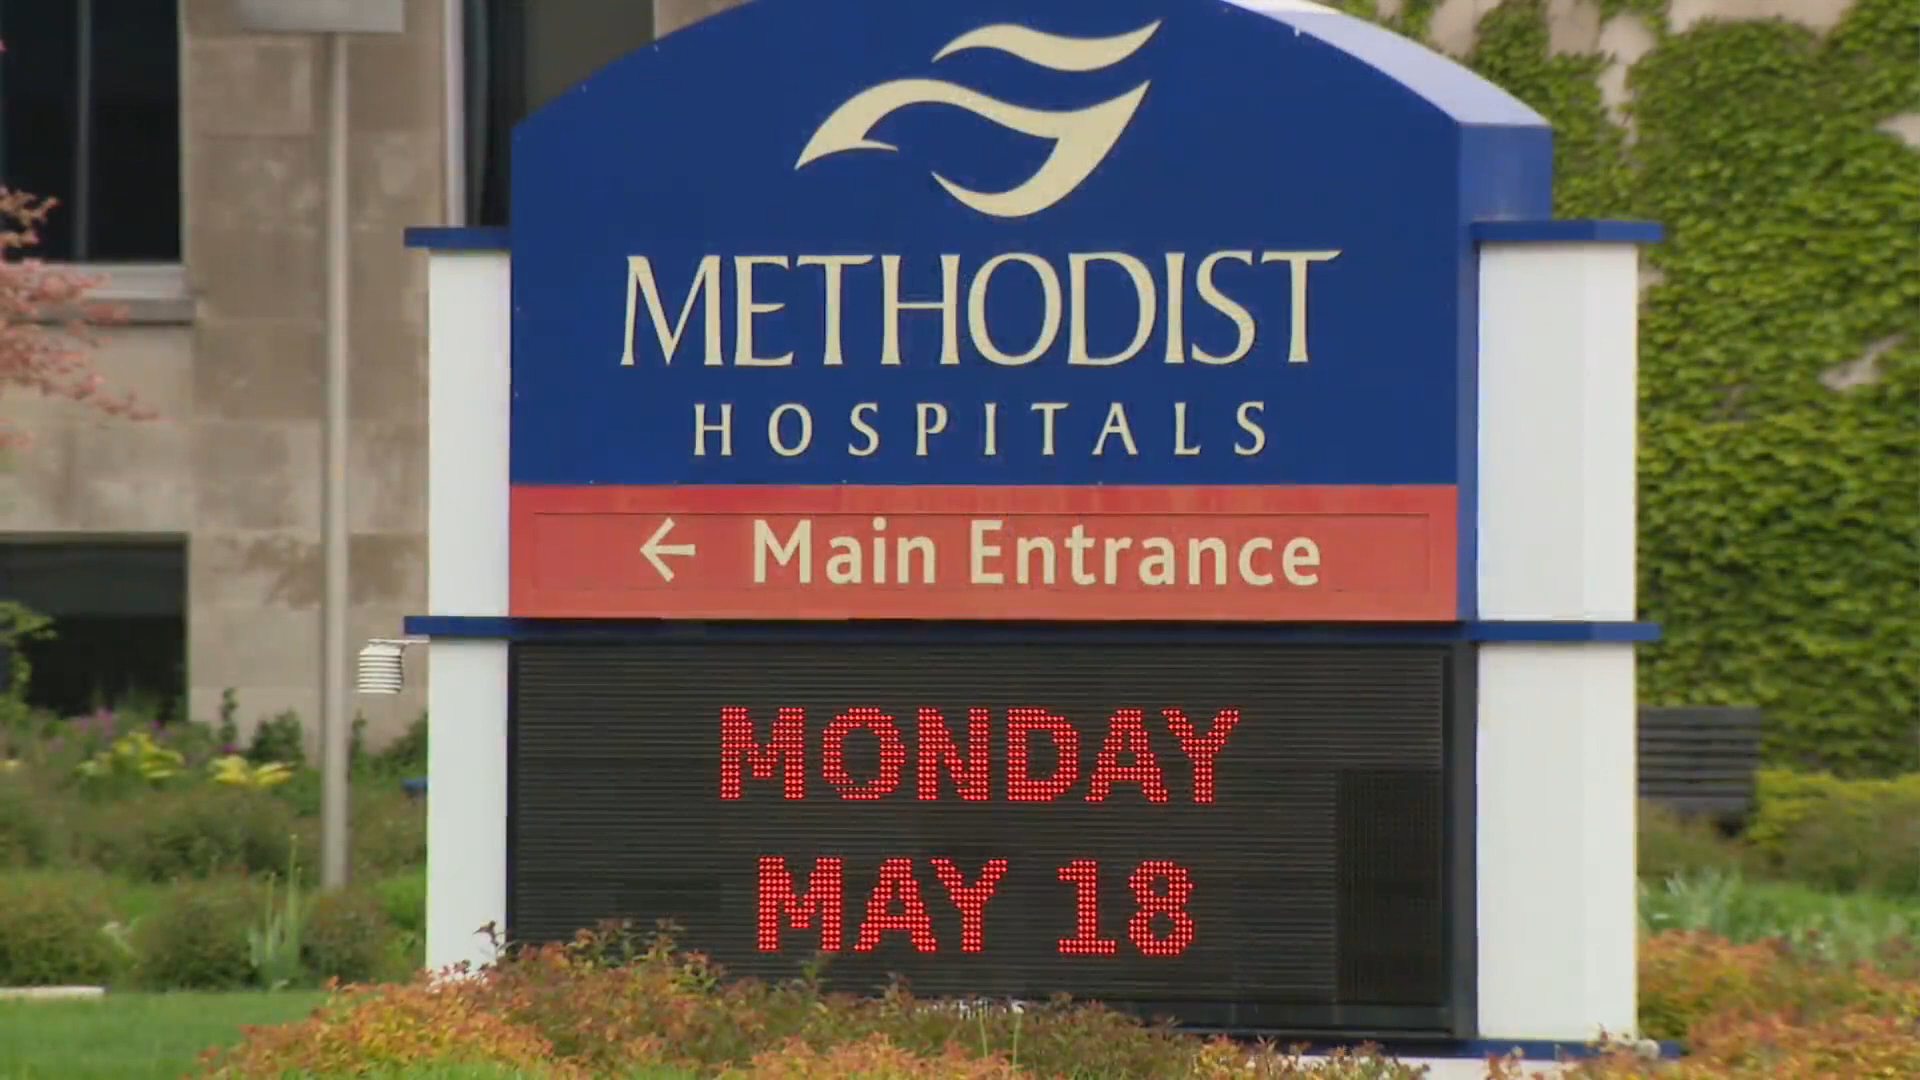 METHODIST
HOSPITALS
← Main Entrance
MONDAY
MAY 18